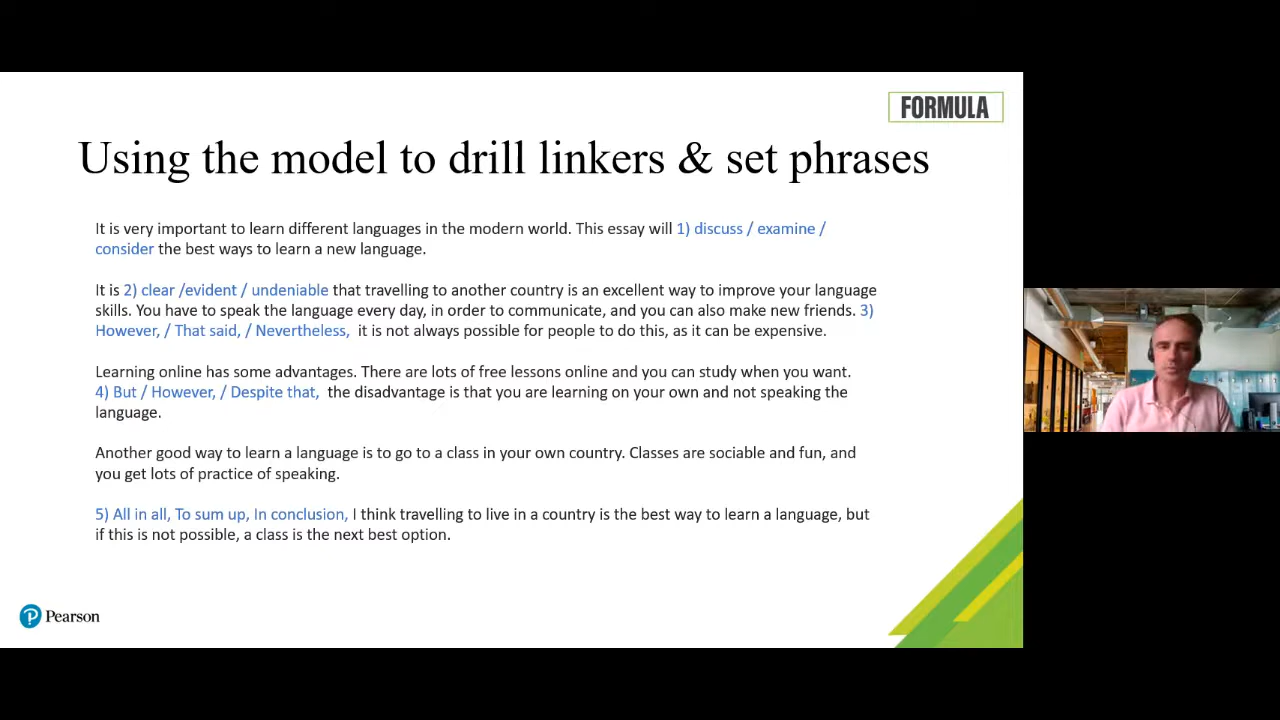 FORMULA
Using the model to drill linkers & set phrases
It is very important to learn different languages in the modern world. This essay will 1) discuss / examine /
consider the best ways to learn a new language.
It is 2) clear /evident / undeniable that travelling to another country is an excellent way to improve your language
skills. You have to speak the language every day, in order to communicate, and you can also make new friends. 3)
However, / That said, / Nevertheless, it is not always possible for people to do this, as it can be expensive.
Learning online has some advantages. There are lots of free lessons online and you can study when you want.
4) But / However, / Despite that, the disadvantage is that you are learning on your own and not speaking the
language.
Another good way to learn a language is to go to a class in your own country. Classes are sociable and fun, and
you get lots of practice of speaking.
5) All in all, To sum up, In conclusion, I think travelling to live in a country is the best way to learn a language, but
if this is not possible, a class is the next best option.
Pearson